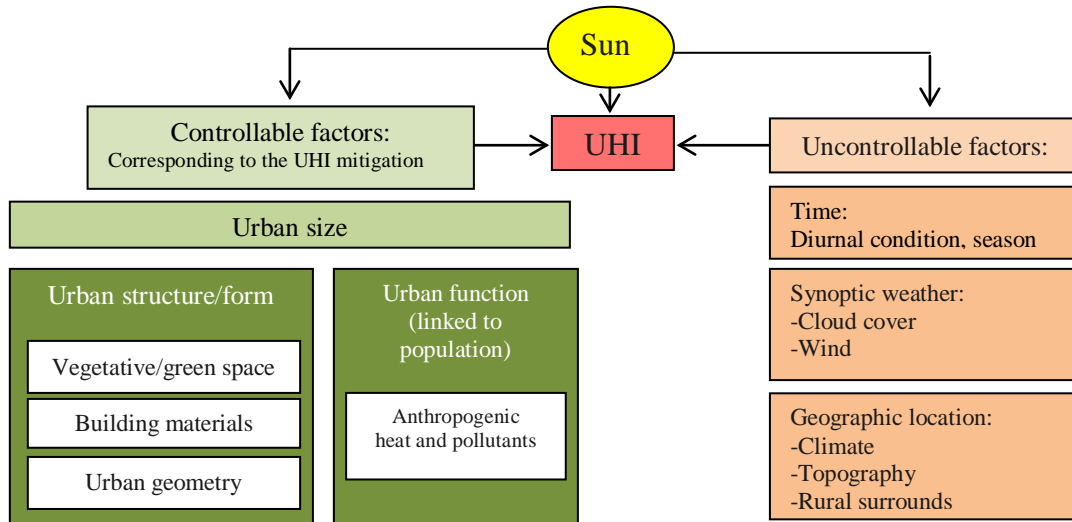 Sun
Controllable factors:
Corresponding to the UHI mitigation
UHI
Uncontrollable factors:
Urban size
Urban structure/form
Vegetative/green space
Building materials
Urban geometry
Urban function
(linked to
population)
Anthropogenic
heat and pollutants
Time:
Diurnal condition, season
Synoptic weather:
-Cloud cover
-Wind
Geographic location:
-Climate
-Topography
-Rural surrounds